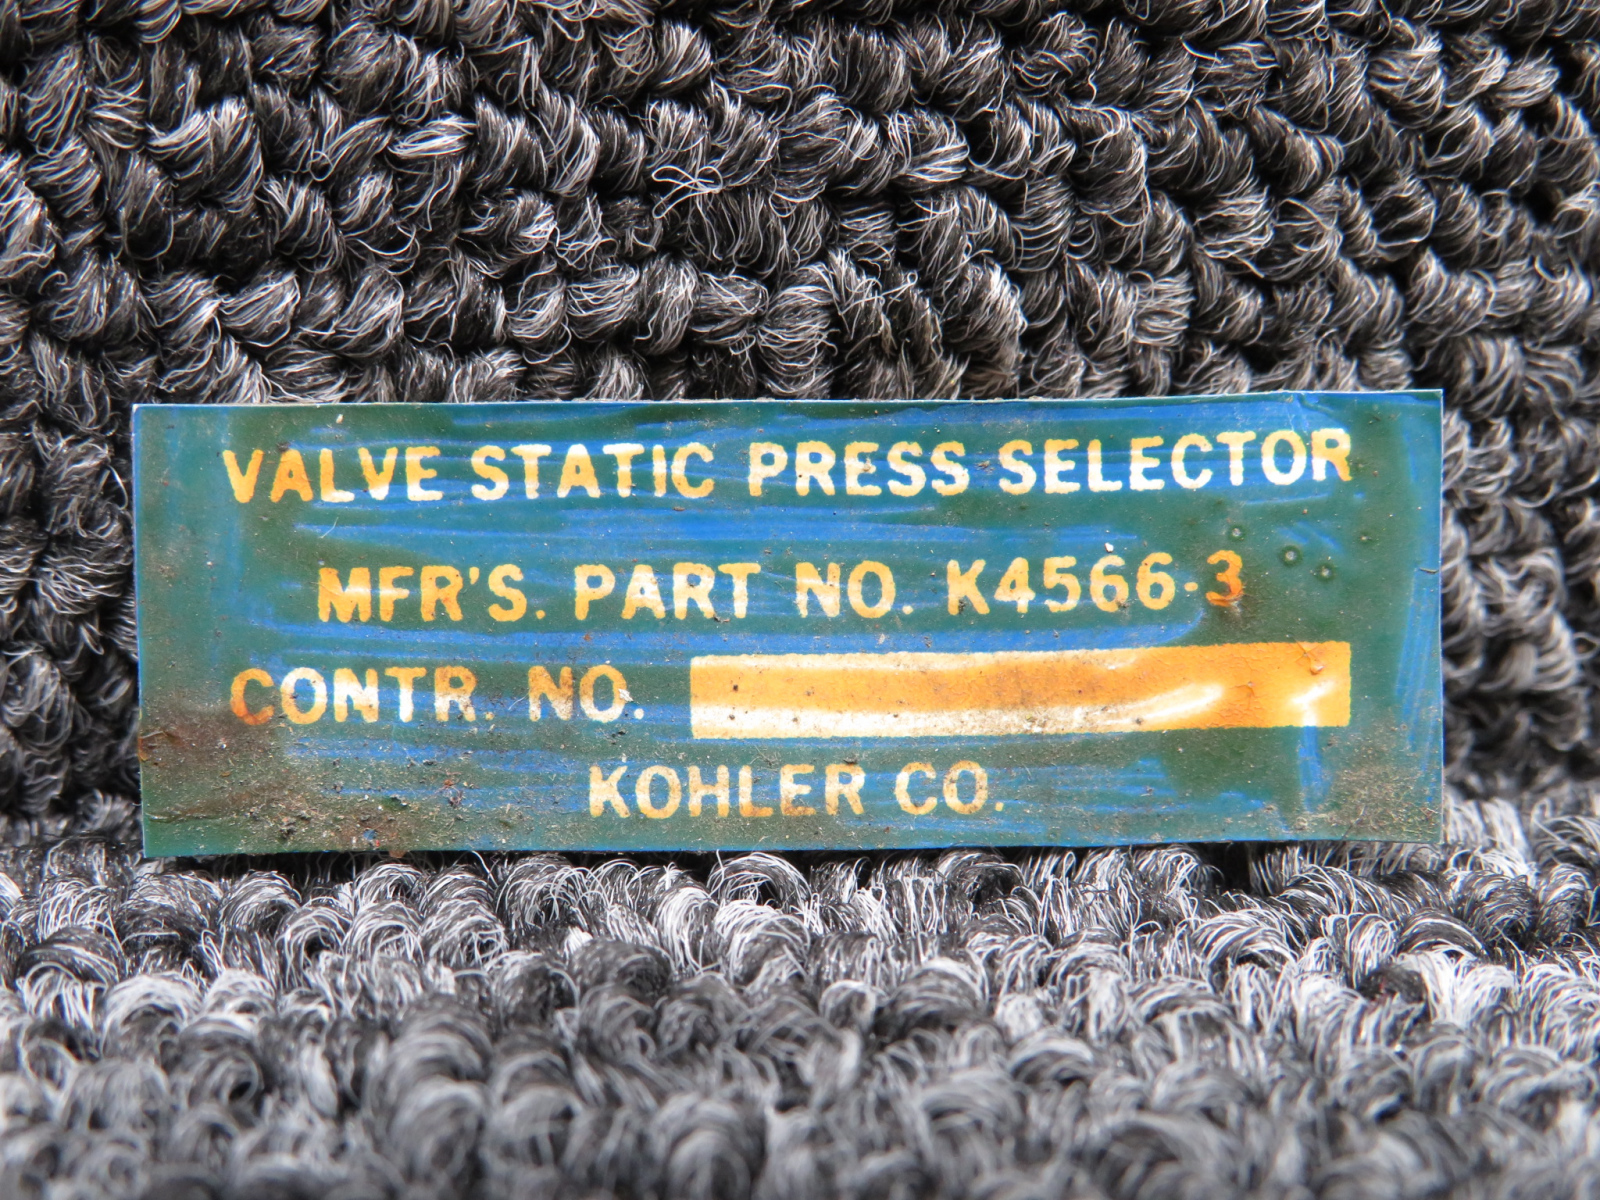 VALVE STATIC PRESS SELECTOR
MFR'S. PART NO. K4566-3
CONTR. NO.
KOHLER CO.